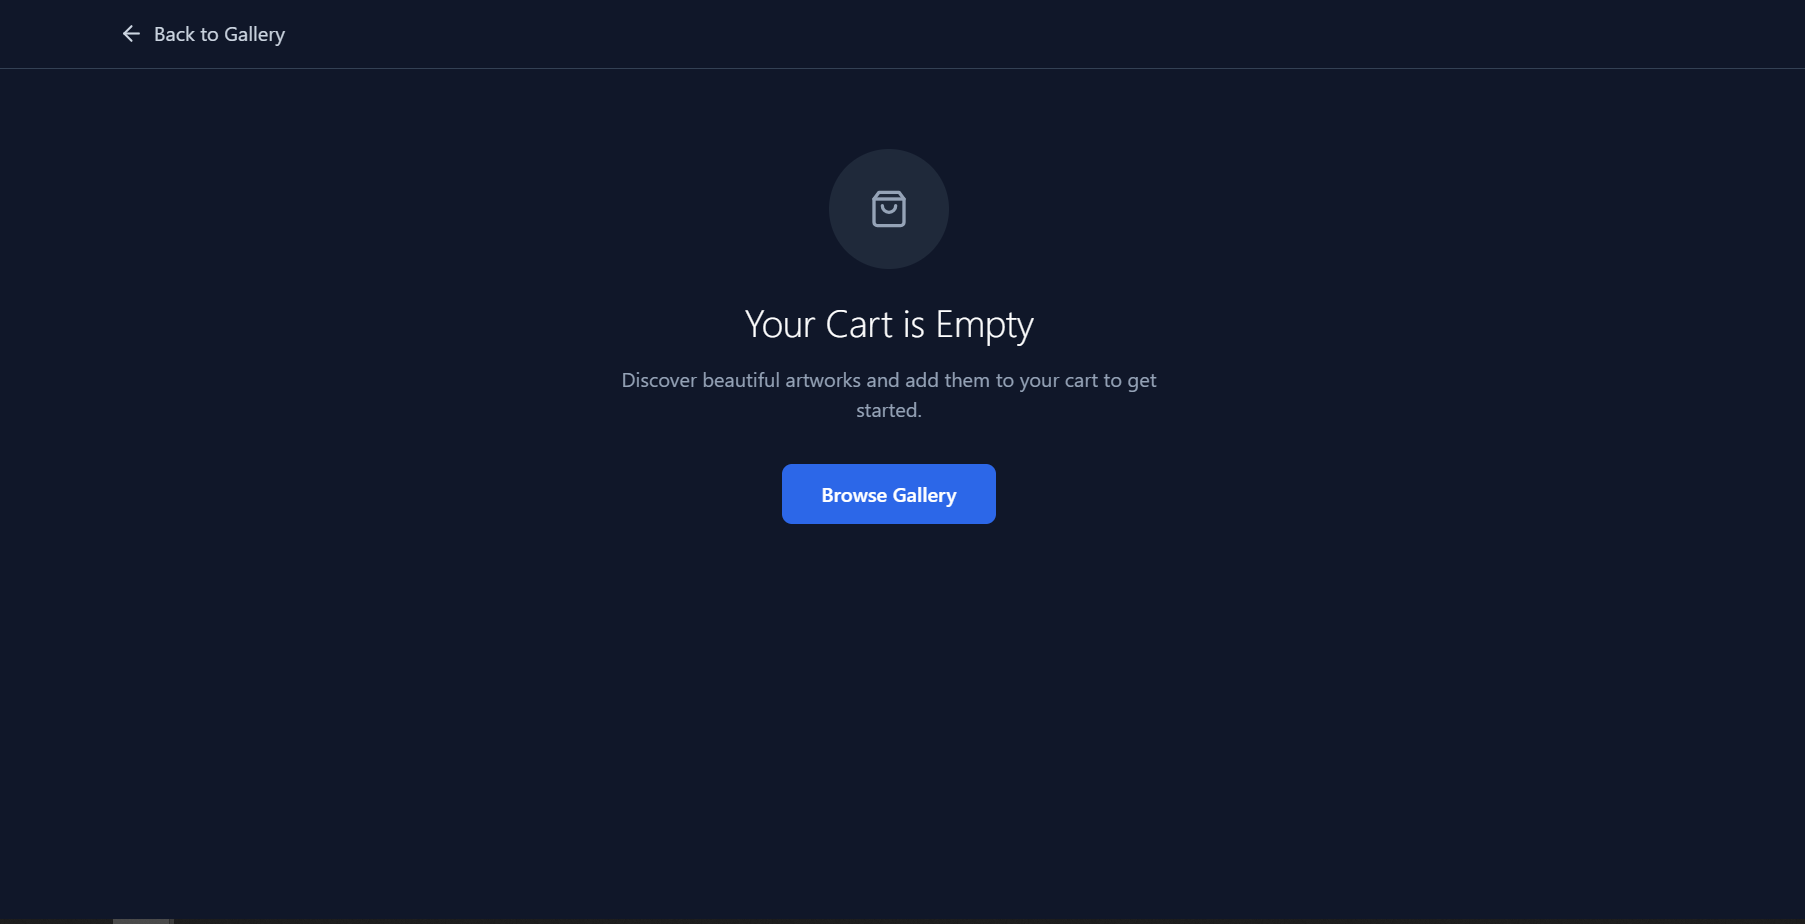 Back to Gallery
Your Cart is Empty
Discover beautiful artworks and add them to your cart to get
started.
Browse Gallery